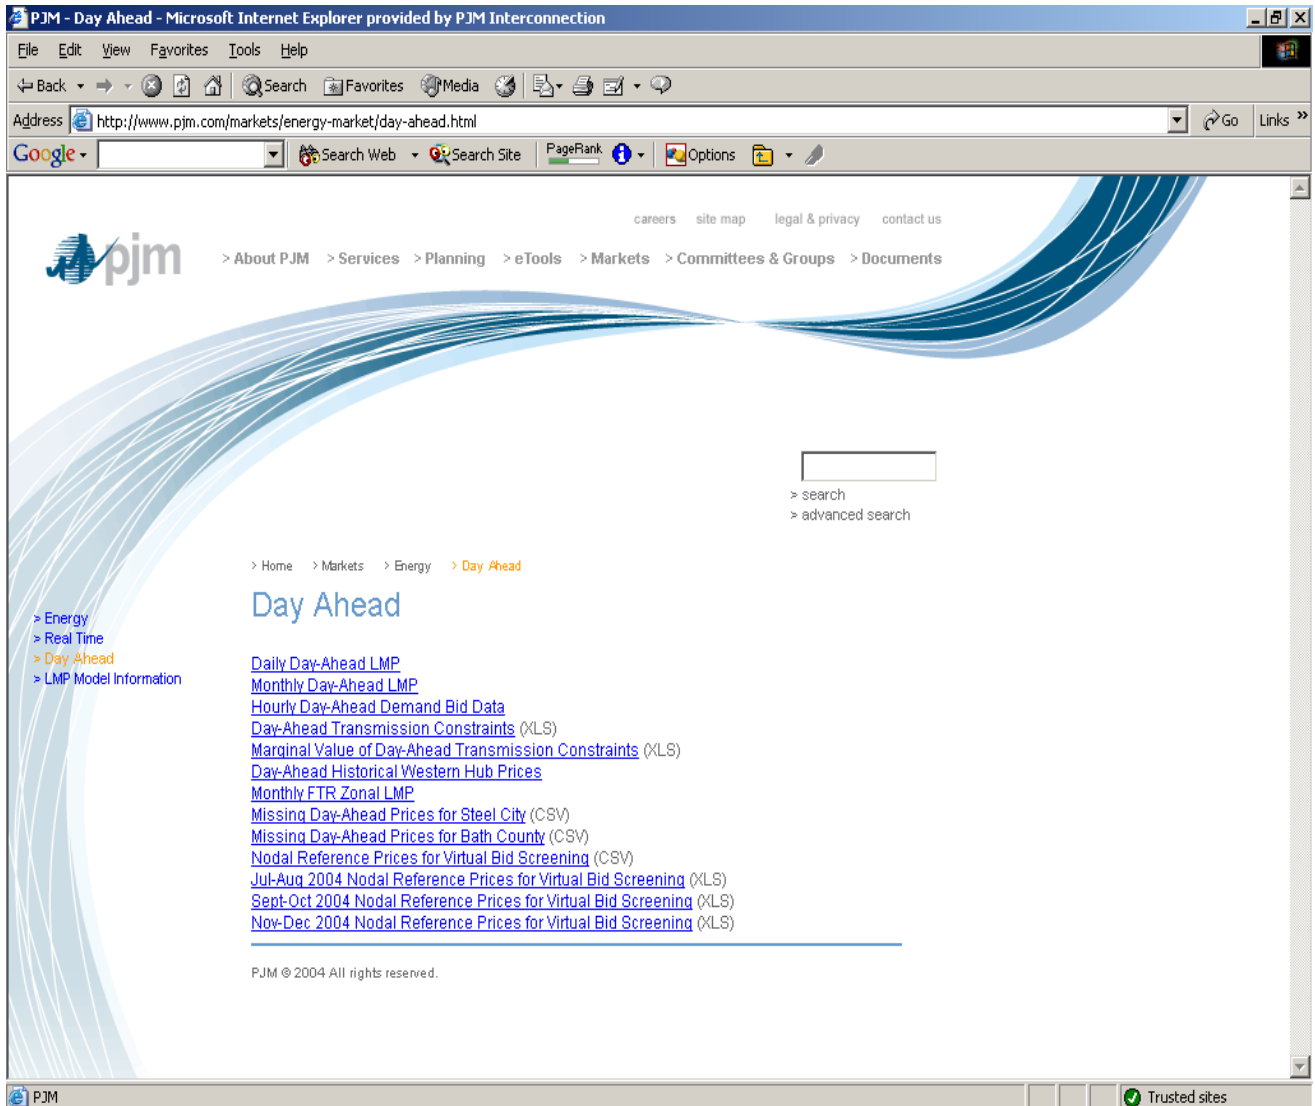 PJM - Day Ahead - Microsoft Internet Explorer provided by PJM Interconnection
File Edit View Favorites Tools Help
Back Search Favorites Media
Address http://www.pjm.com/markets/energy-market/day-ahead.html Go Links »
Google Search Web Search Site PageRank Options
careers site map legal & privacy contact us
pjm
> About PJM > Services > Planning > eTools > Markets > Committees & Groups > Documents
> search
> advanced search
> Home > Markets > Energy > Day Ahead
Day Ahead
> Energy
> Real Time
> Day Ahead
> LMP Model Information
Daily Day-Ahead LMP
Monthly Day-Ahead LMP
Hourly Day-Ahead Demand Bid Data
Day-Ahead Transmission Constraints (XLS)
Marginal Value of Day-Ahead Transmission Constraints (XLS)
Day-Ahead Historical Western Hub Prices
Monthly FTR Zonal LMP
Missing Day-Ahead Prices for Steel City (CSV)
Missing Day-Ahead Prices for Bath County (CSV)
Nodal Reference Prices for Virtual Bid Screening (CSV)
Jul-Aug 2004 Nodal Reference Prices for Virtual Bid Screening (XLS)
Sept-Oct 2004 Nodal Reference Prices for Virtual Bid Screening (XLS)
Nov-Dec 2004 Nodal Reference Prices for Virtual Bid Screening (XLS)
PJM © 2004 All rights reserved.
PJM Trusted sites